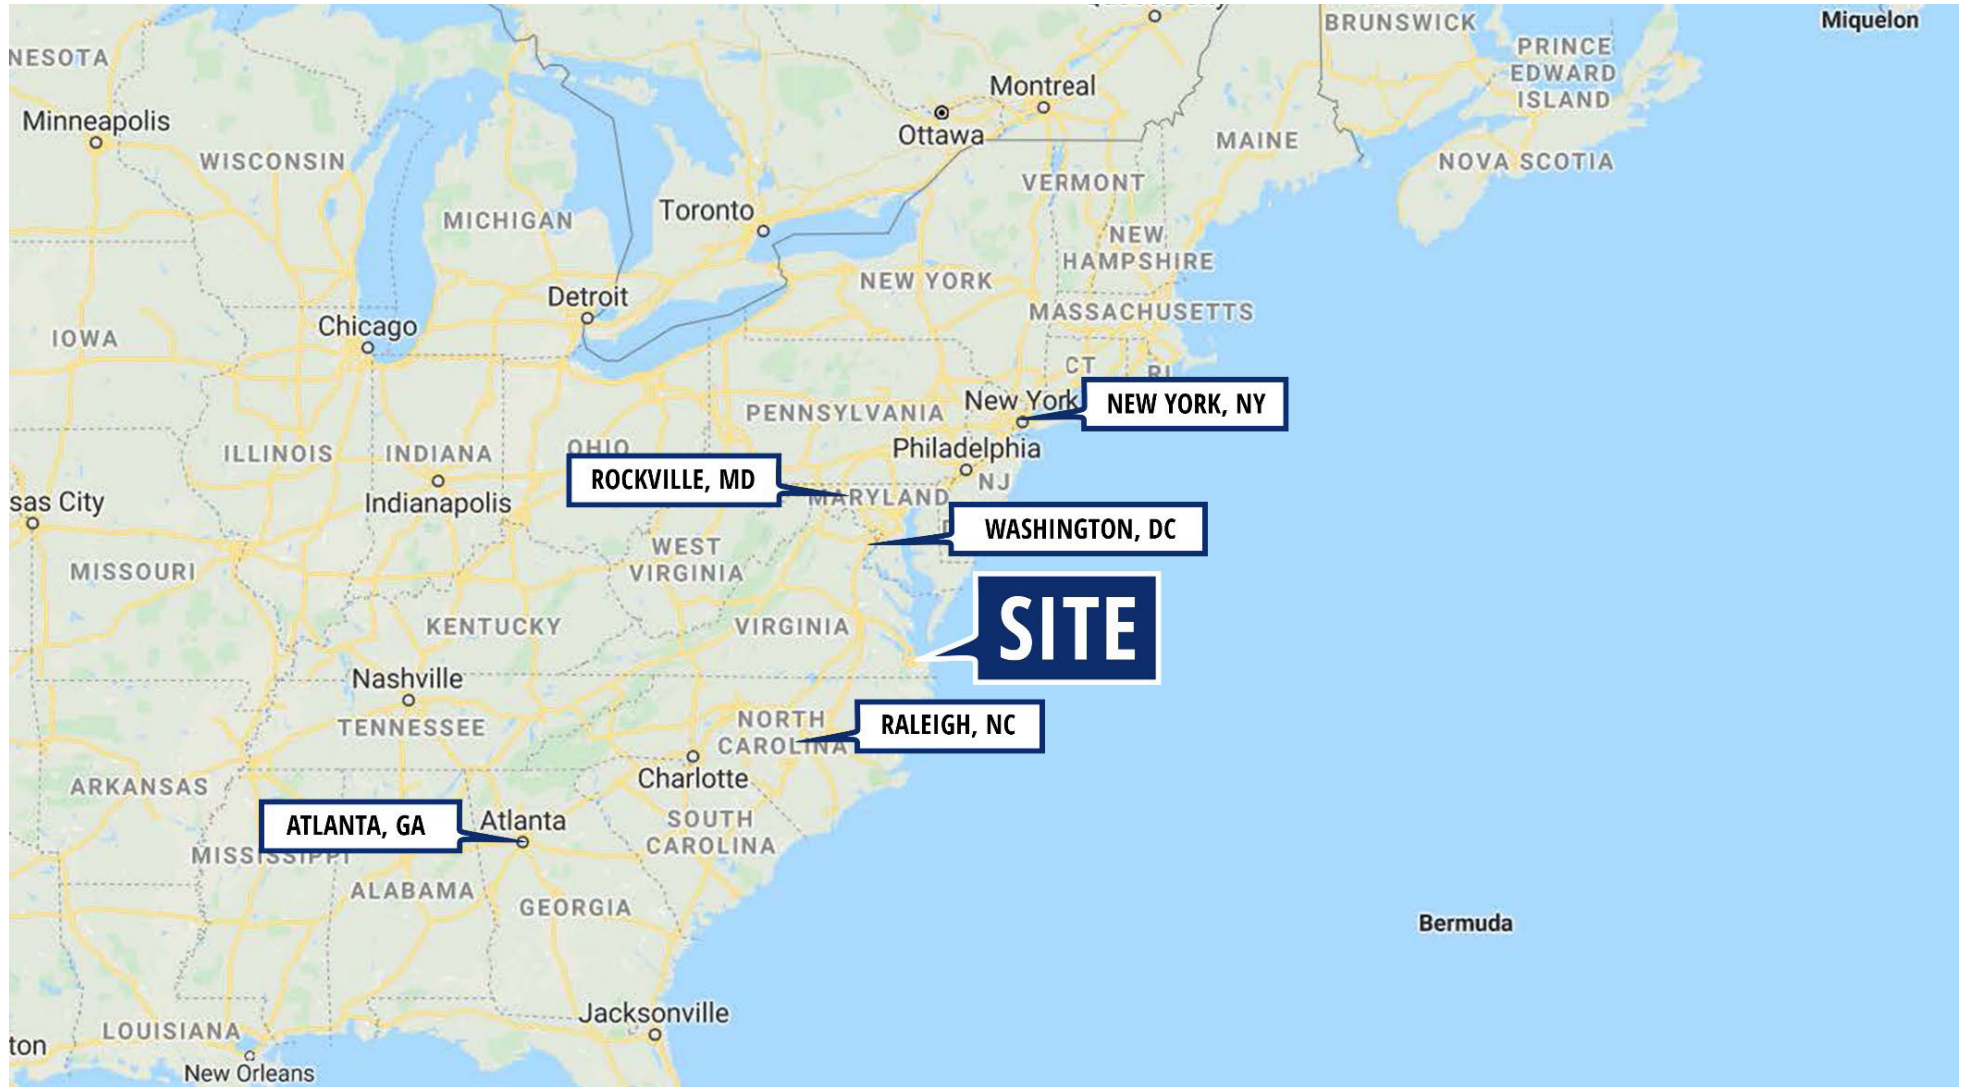 Miquelon
BRUNSWICK
NESOTA
PRINCE
EDWARD
ISLAND
Montreal
Minneapolis
Ottawa
MAINE
WISCONSIN
NOVA SCOTIA
VERMONT
Toronto
MICHIGAN
NEW
HAMPSHIRE
NEW YORK
Detroit
MASSACHUSETTS
Chicago
IOWA
CT
RI
New York
NEW YORK, NY
PENNSYLVANIA
Philadelphia
ILLINOIS
INDIANA
OHIO
ROCKVILLE, MD
NJ
MARYLAND
sas City
Indianapolis
WASHINGTON, DC
WEST
VIRGINIA
MISSOURI
SITE
KENTUCKY
VIRGINIA
Nashville
TENNESSEE
NORTH
CAROLINA
RALEIGH, NC
Charlotte
ARKANSAS
ATLANTA, GA
Atlanta
SOUTH
CAROLINA
MISSISSIPPI
ALABAMA
GEORGIA
Bermuda
Jacksonville
LOUISIANA
ton
New Orleans